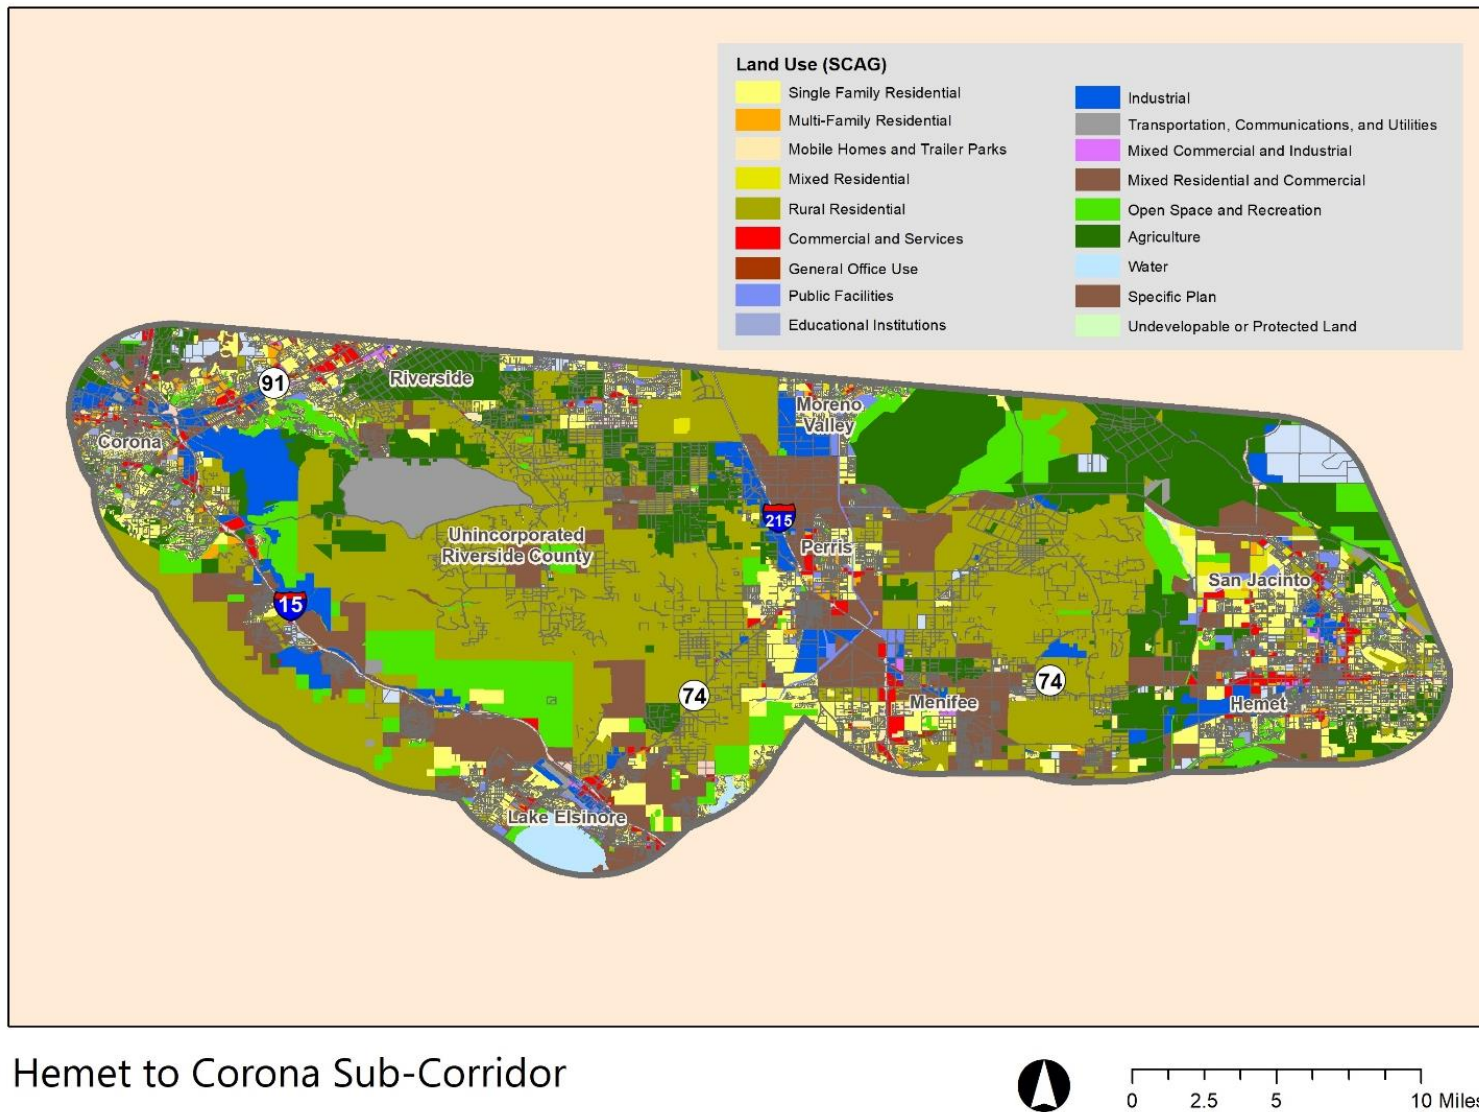 Land Use (SCAG)
Single Family Residential
Multi-Family Residential
Mobile Homes and Trailer Parks
Mixed Residential
Rural Residential
Commercial and Services
General Office Use
Public Facilities
Educational Institutions
Industrial
Transportation, Communications, and Utilities
Mixed Commercial and Industrial
Mixed Residential and Commercial
Open Space and Recreation
Agriculture
Water
Specific Plan
Undevelopable or Protected Land
91
Riverside
Moreno
Valley
Corona
215
Unincorporated
Riverside County
Perris
San Jacinto
15
74
74
Menifee
Hemet
Lake Elsinore
Hemet to Corona Sub-Corridor
0 2.5 5 10 Miles